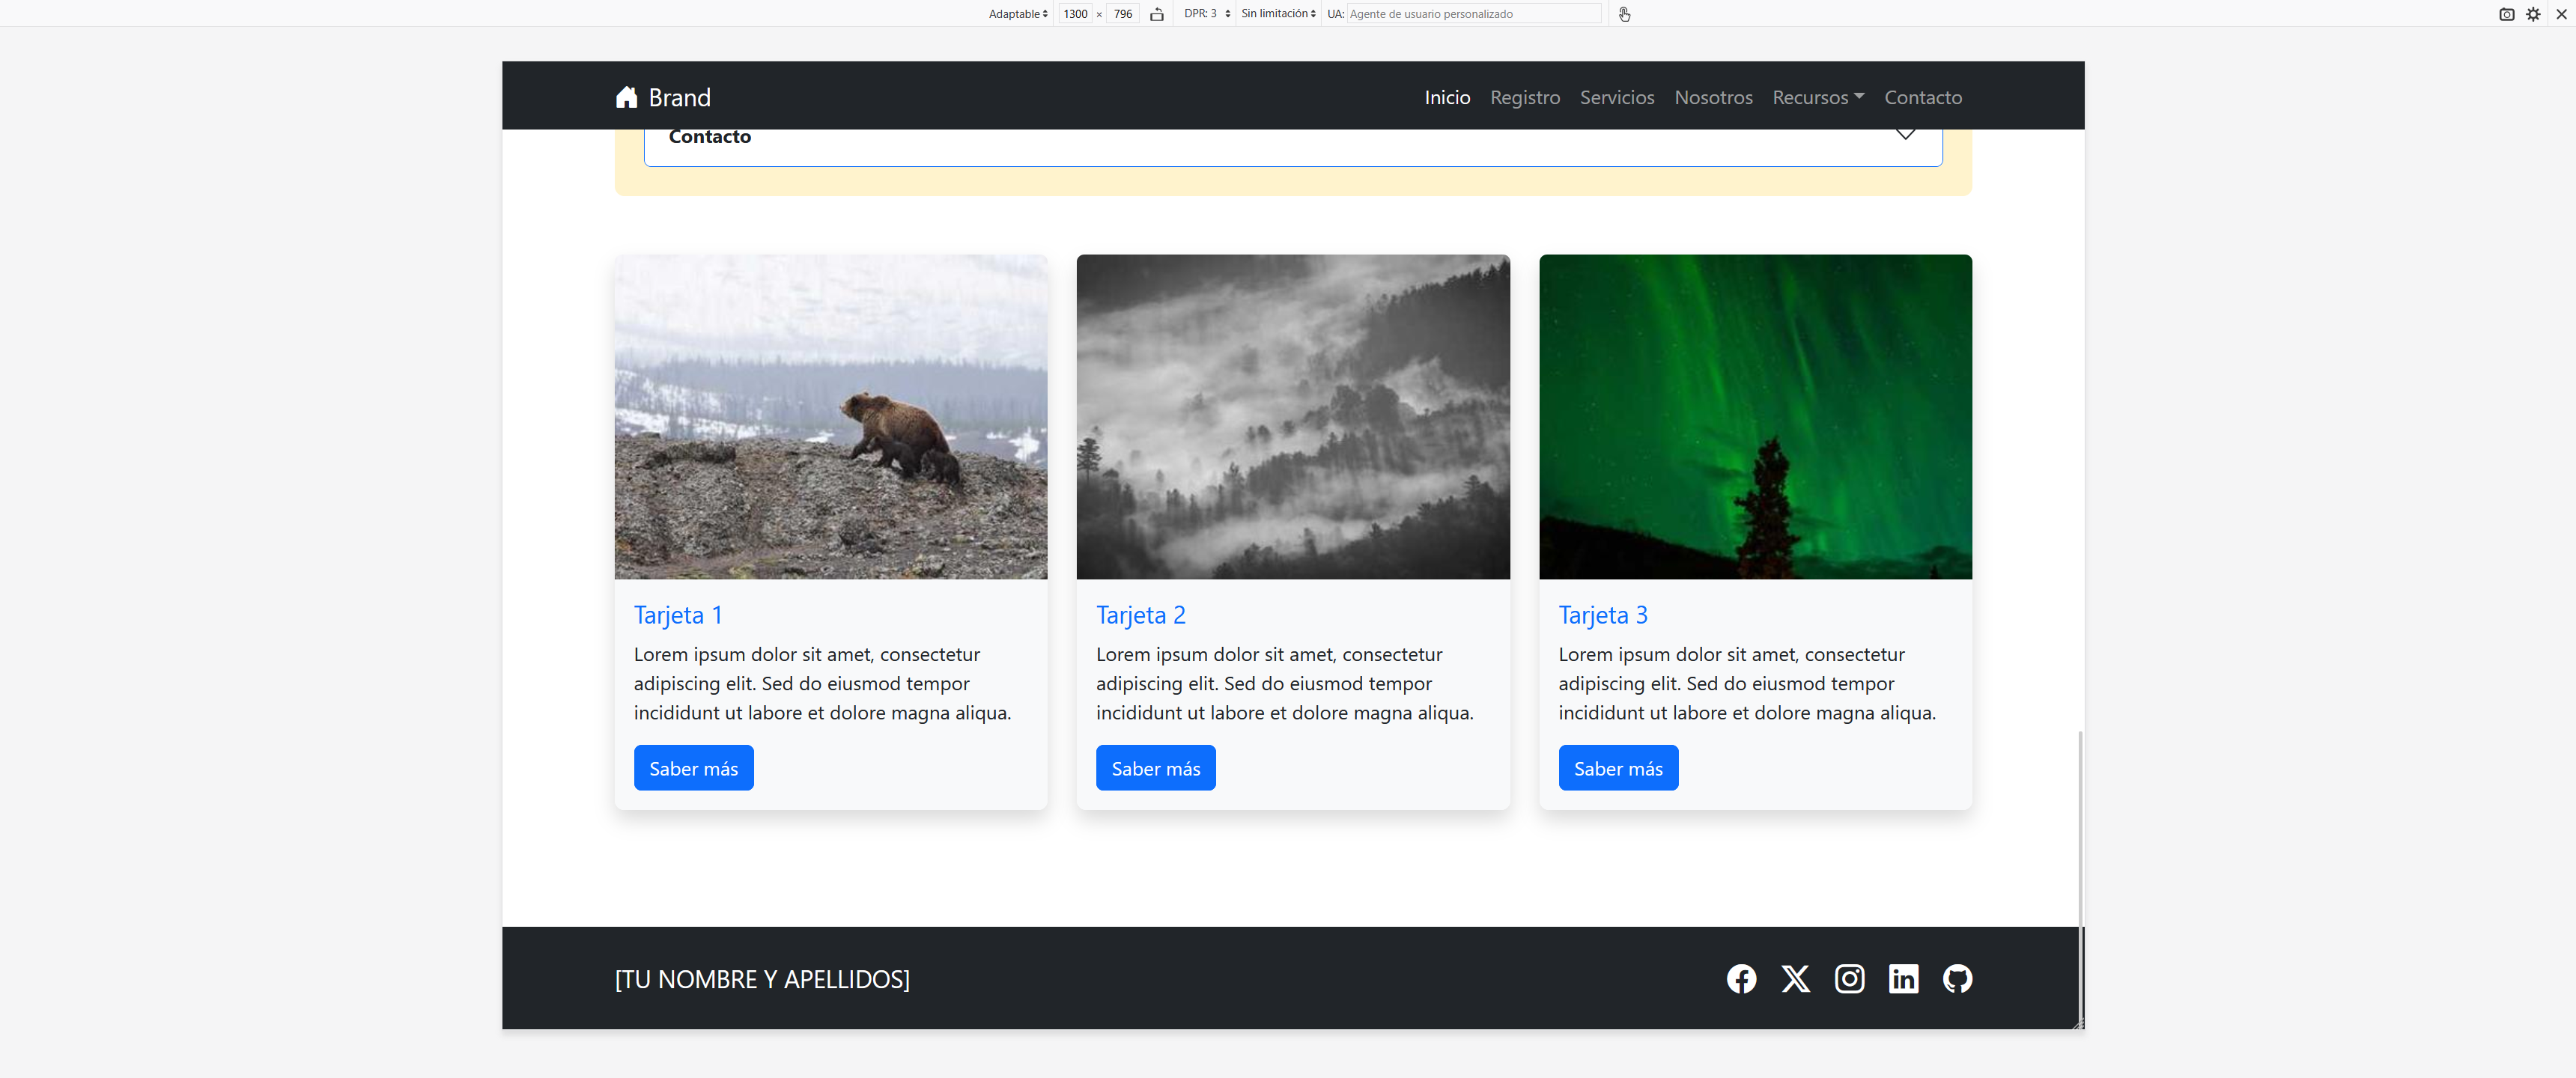 Adaptable 1300 × 796 DPR: 3 Sin limitación UA: Agente de usuario personalizado
Brand Inicio Registro Servicios Nosotros Recursos Contacto
Contacto
Tarjeta 1
Lorem ipsum dolor sit amet, consectetur
adipiscing elit. Sed do eiusmod tempor
incididunt ut labore et dolore magna aliqua.
Saber más
Tarjeta 2
Lorem ipsum dolor sit amet, consectetur
adipiscing elit. Sed do eiusmod tempor
incididunt ut labore et dolore magna aliqua.
Saber más
Tarjeta 3
Lorem ipsum dolor sit amet, consectetur
adipiscing elit. Sed do eiusmod tempor
incididunt ut labore et dolore magna aliqua.
Saber más
[TU NOMBRE Y APELLIDOS]